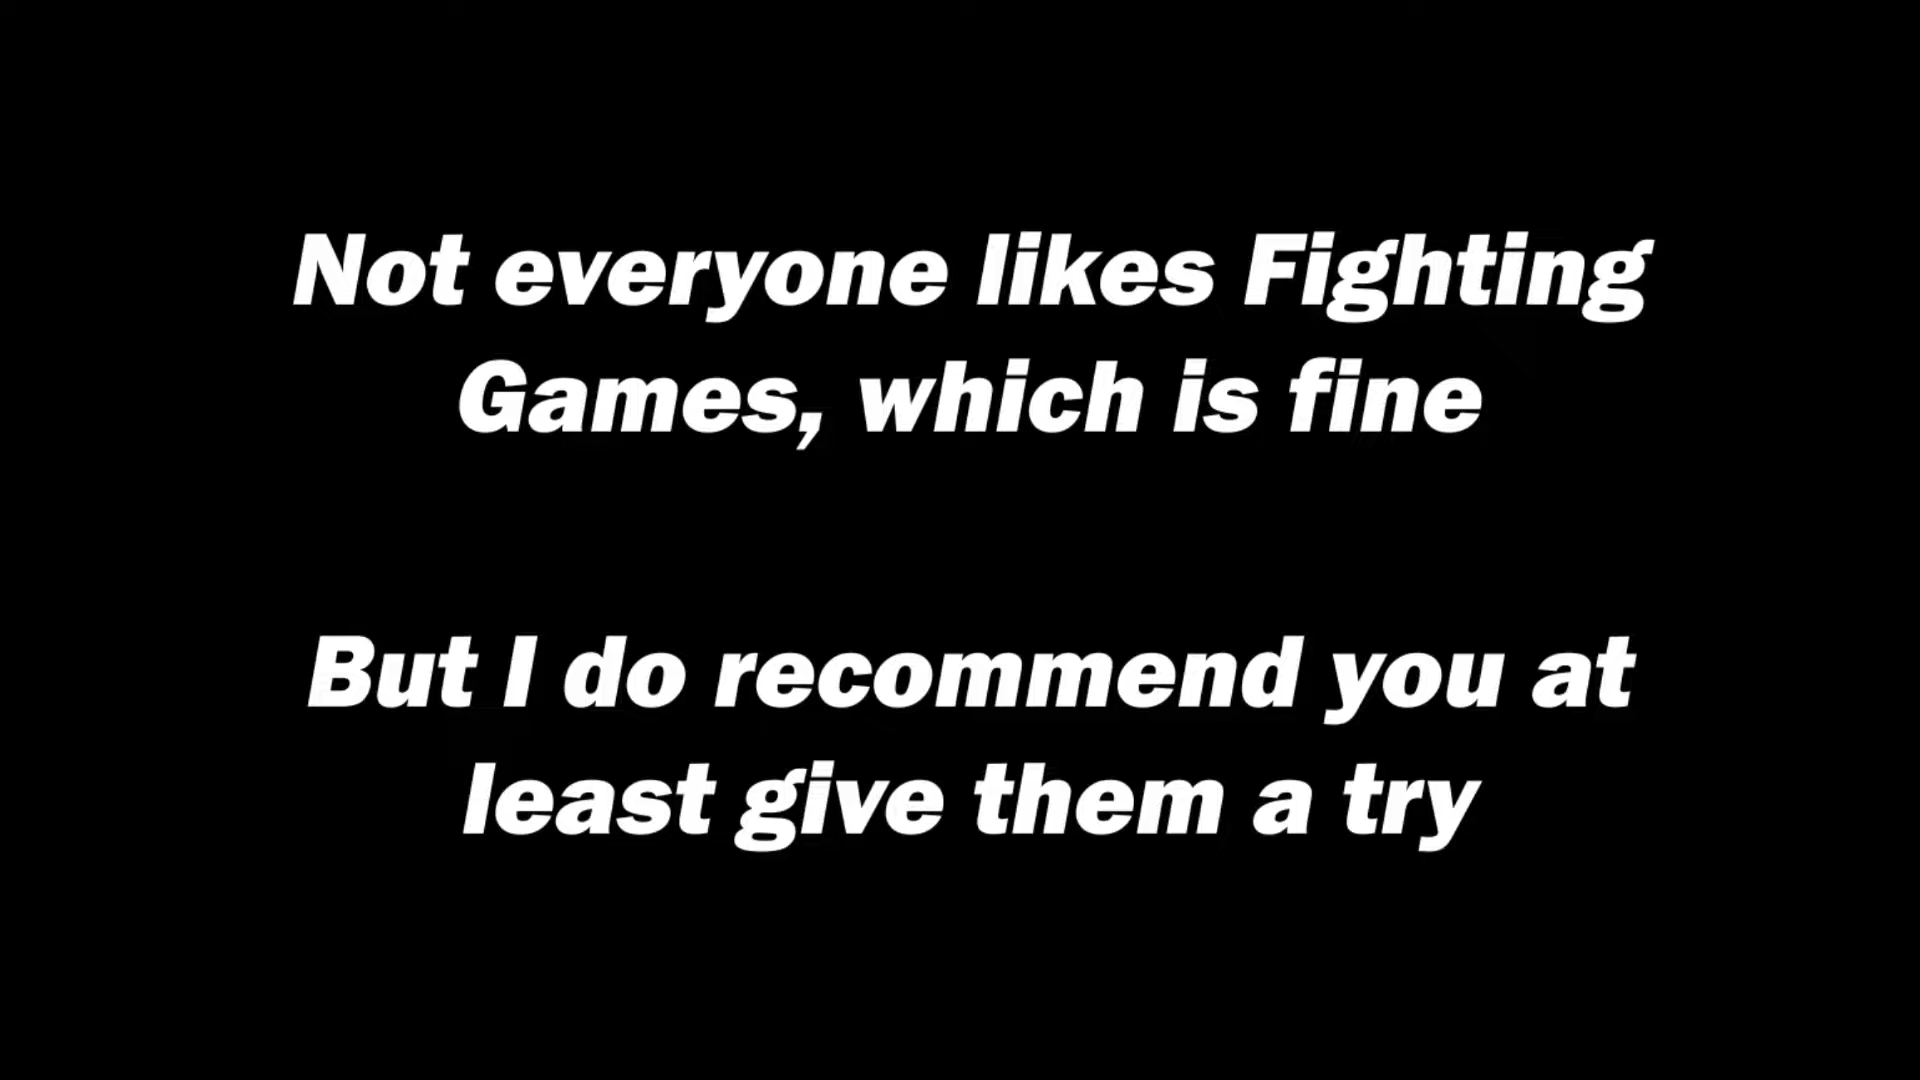 Not everyone likes Fighting
Games, which is fine
But I do recommend you at
least give them a try